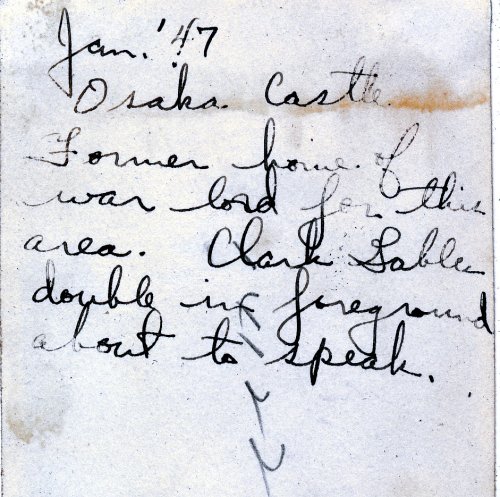 Jan. '47
Osaka Castle
Former home of
war lord for this
area. Clark Gable
double in foreground
about to speak.